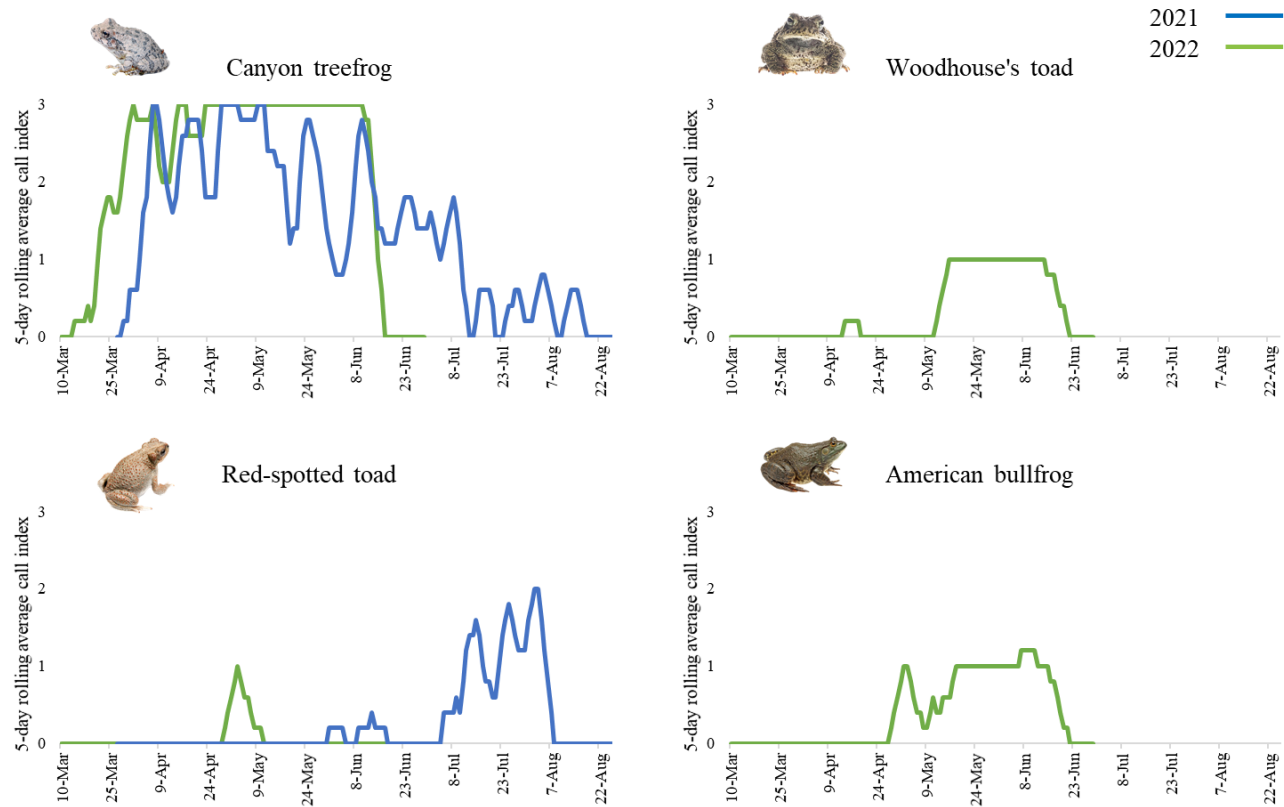 2021
2022
Canyon treefrog
5-day rolling average call index
3
2
1
0
10-Mar
25-Mar
9-Apr
24-Apr
9-May
24-May
8-Jun
23-Jun
8-Jul
23-Jul
7-Aug
22-Aug
Woodhouse's toad
5-day rolling average call index
3
2
1
0
10-Mar
25-Mar
9-Apr
24-Apr
9-May
24-May
8-Jun
23-Jun
8-Jul
23-Jul
7-Aug
22-Aug
Red-spotted toad
5-day rolling average call index
3
2
1
0
10-Mar
25-Mar
9-Apr
24-Apr
9-May
24-May
8-Jun
23-Jun
8-Jul
23-Jul
7-Aug
22-Aug
American bullfrog
5-day rolling average call index
3
2
1
0
10-Mar
25-Mar
9-Apr
24-Apr
9-May
24-May
8-Jun
23-Jun
8-Jul
23-Jul
7-Aug
22-Aug